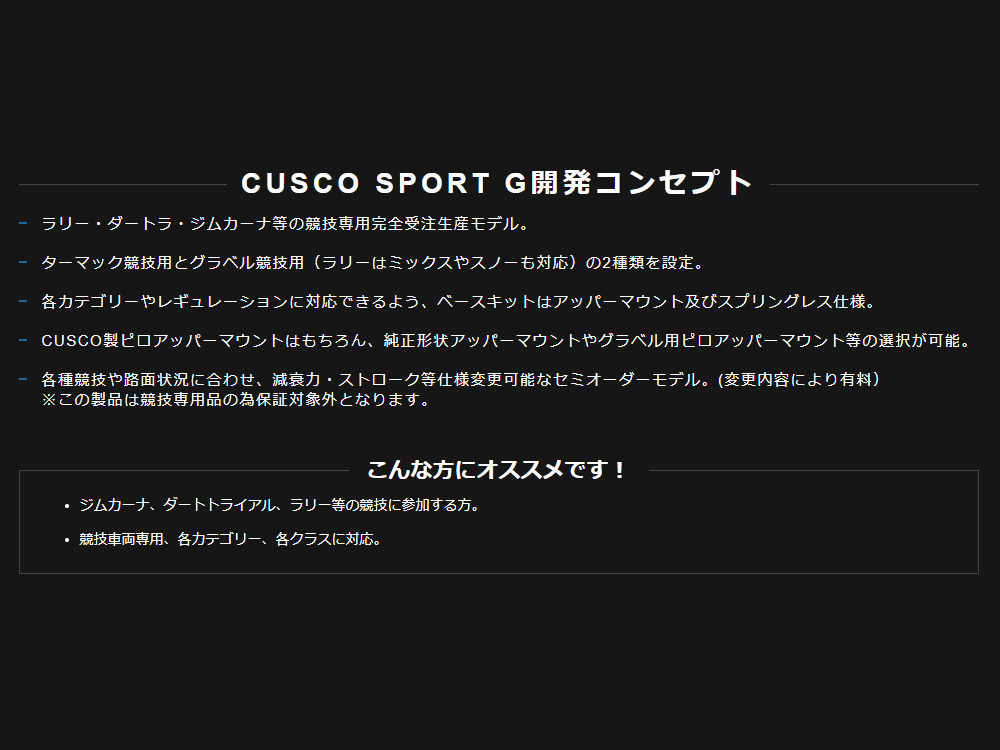 CUSCO SPORT G開発コンセプト
ラリー・ダートラ・ジムカーナ等の競技専用完全受注生産モデル。
ターマック競技用とグラベル競技用（ラリーはミックスやスノーも対応）の2種類を設定。
各カテゴリーやレギュレーションに対応できるよう、ベースキットはアッパーマウント及びスプリングレス仕様。
CUSCO製ピロアッパーマウントはもちろん、純正形状アッパーマウントやグラベル用ピロアッパーマウント等の選択が可能。
各種競技や路面状況に合わせ、減衰力・ストローク等仕様変更可能なセミオーダーモデル。(変更内容により有料）
※この製品は競技専用品の為保証対象外となります。
こんな方にオススメです！
• ジムカーナ、ダートトライアル、ラリー等の競技に参加する方。
• 競技車両専用、各カテゴリー、各クラスに対応。